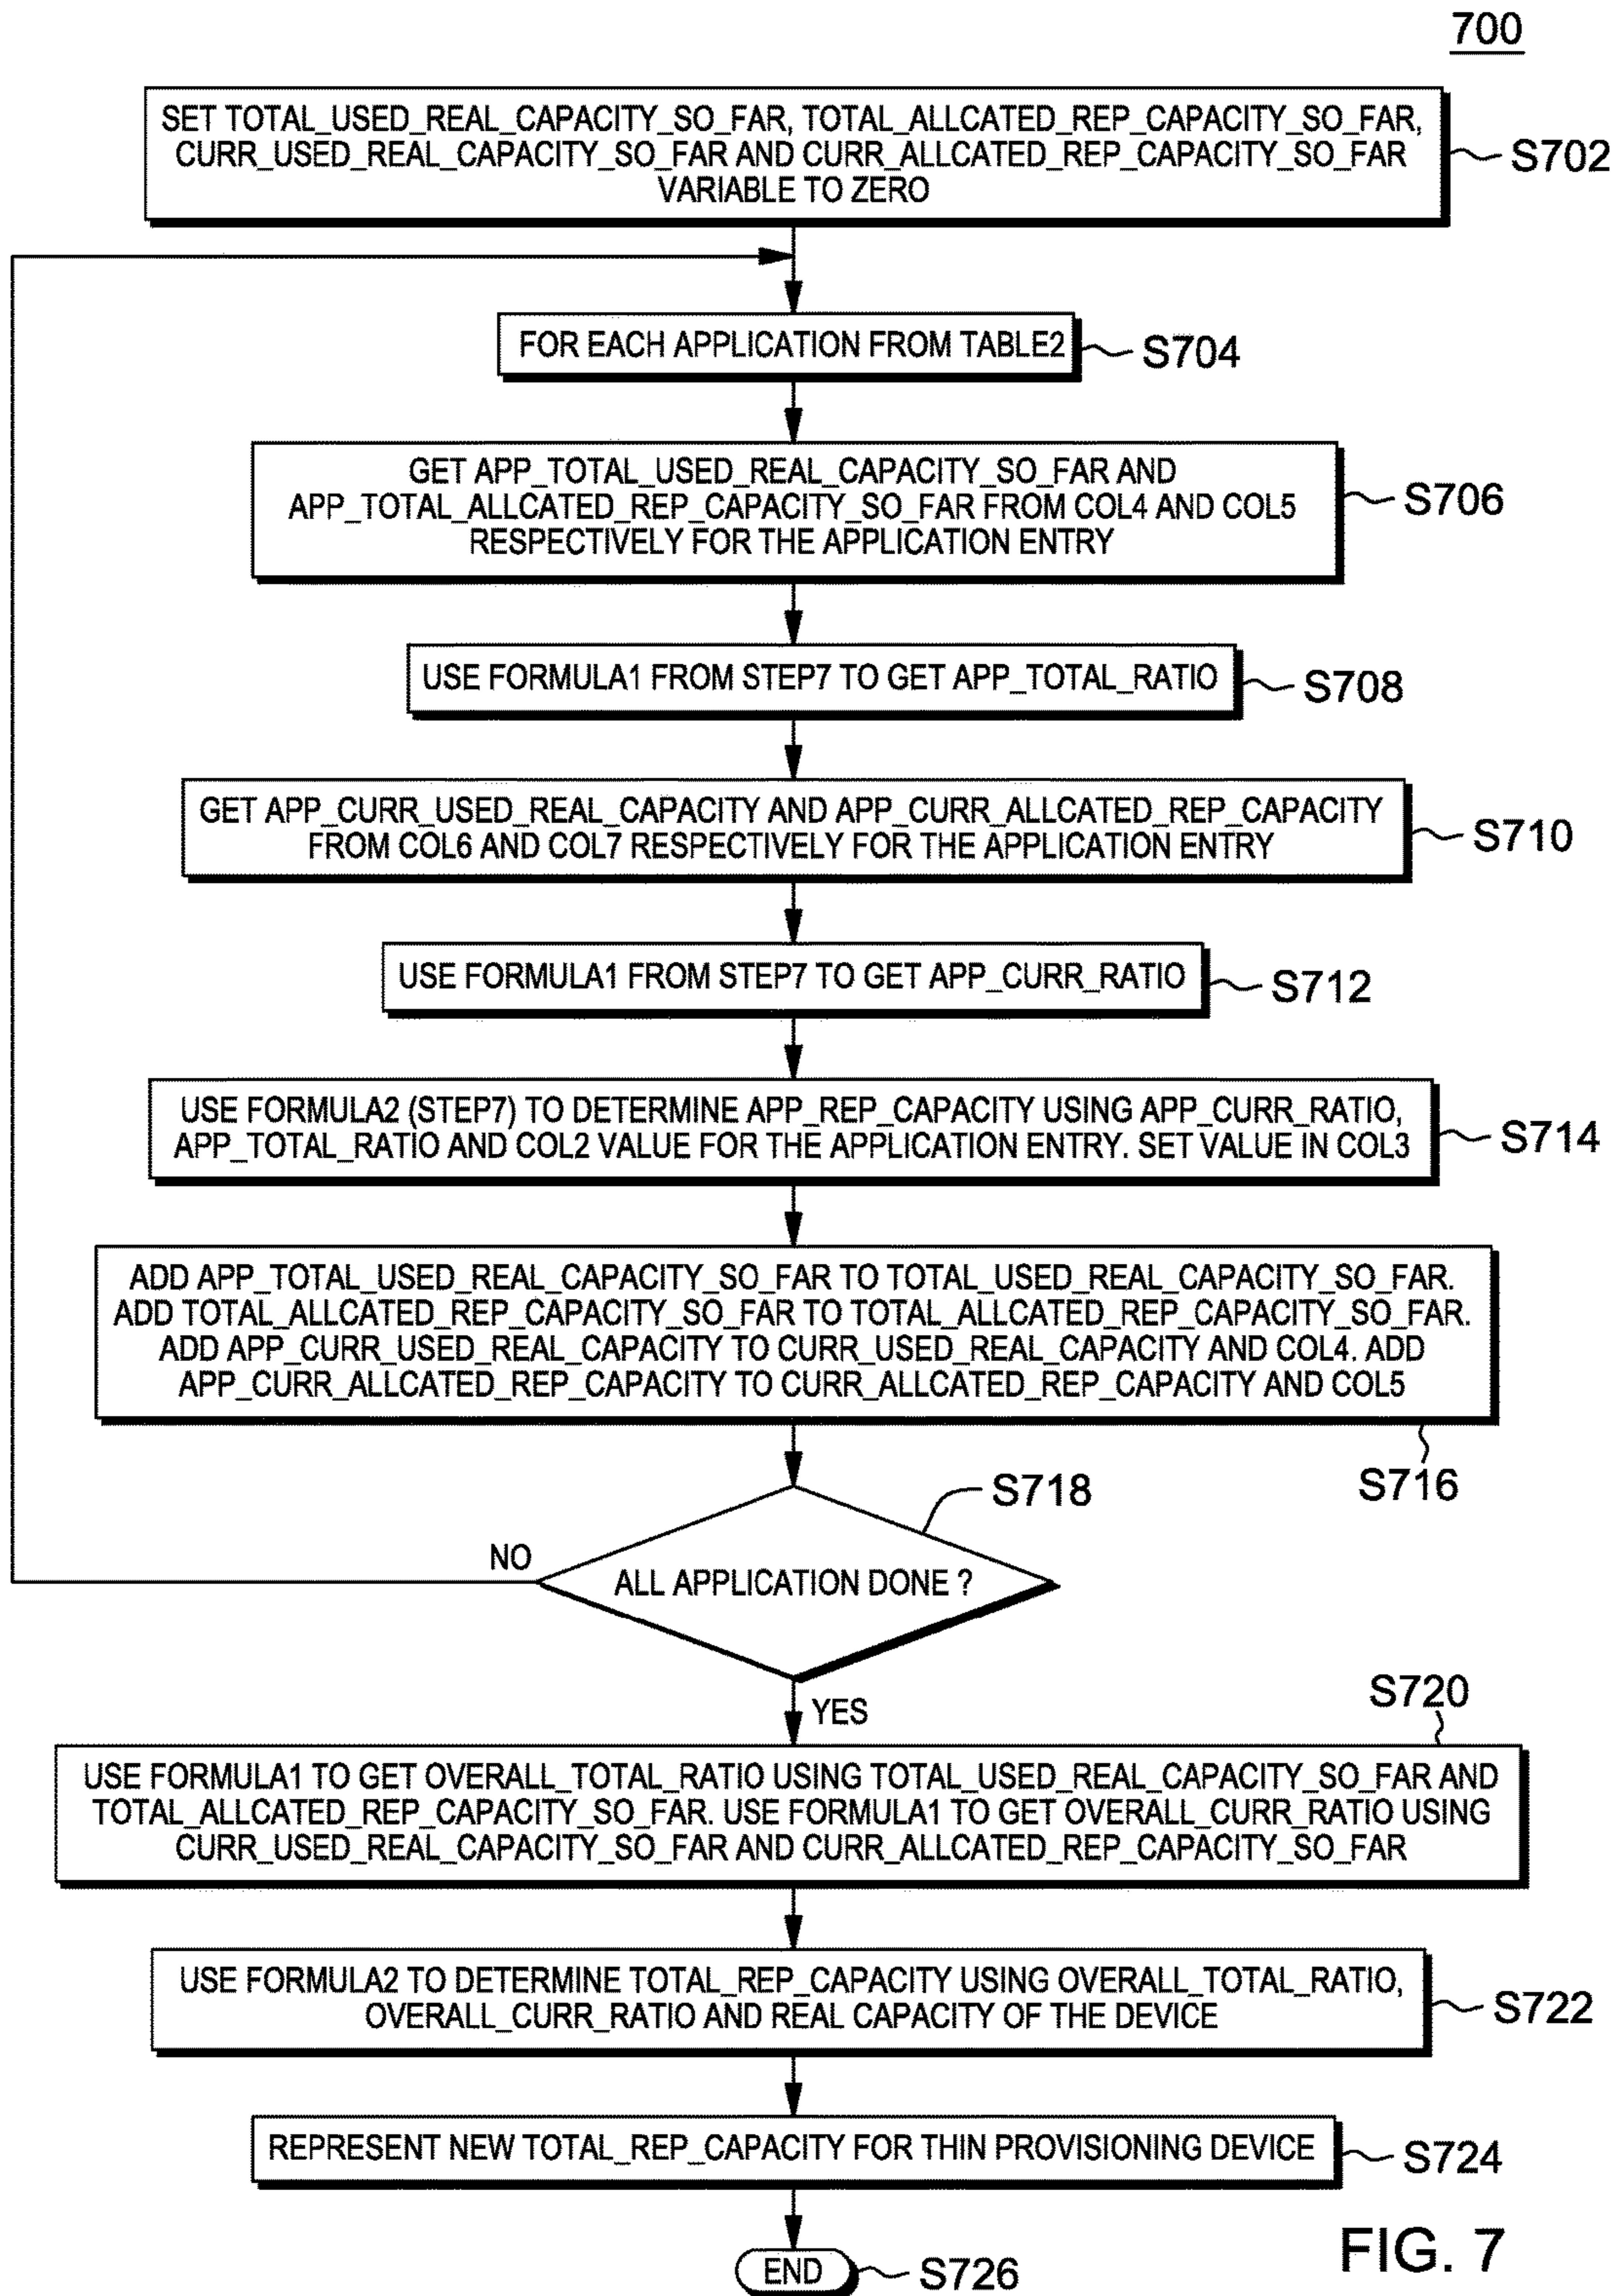 700
SET TOTAL_USED_REAL_CAPACITY_SO_FAR, TOTAL_ALLCATED_REP_CAPACITY_SO_FAR,
CURR_USED_REAL_CAPACITY_SO_FAR AND CURR_ALLCATED_REP_CAPACITY_SO_FAR
VARIABLE TO ZERO
S702
FOR EACH APPLICATION FROM TABLE2
S704
GET APP_TOTAL_USED_REAL_CAPACITY_SO_FAR AND
APP_TOTAL_ALLCATED_REP_CAPACITY_SO_FAR FROM COL4 AND COL5
RESPECTIVELY FOR THE APPLICATION ENTRY
S706
USE FORMULA1 FROM STEP7 TO GET APP_TOTAL_RATIO
S708
GET APP_CURR_USED_REAL_CAPACITY AND APP_CURR_ALLCATED_REP_CAPACITY
FROM COL6 AND COL7 RESPECTIVELY FOR THE APPLICATION ENTRY
S710
USE FORMULA1 FROM STEP7 TO GET APP_CURR_RATIO
S712
USE FORMULA2 (STEP7) TO DETERMINE APP_REP_CAPACITY USING APP_CURR_RATIO,
APP_TOTAL_RATIO AND COL2 VALUE FOR THE APPLICATION ENTRY. SET VALUE IN COL3
S714
ADD APP_TOTAL_USED_REAL_CAPACITY_SO_FAR TO TOTAL_USED_REAL_CAPACITY_SO_FAR.
ADD TOTAL_ALLCATED_REP_CAPACITY_SO_FAR TO TOTAL_ALLCATED_REP_CAPACITY_SO_FAR.
ADD APP_CURR_USED_REAL_CAPACITY TO CURR_USED_REAL_CAPACITY AND COL4. ADD
APP_CURR_ALLCATED_REP_CAPACITY TO CURR_ALLCATED_REP_CAPACITY AND COL5
S716
S718
NO
ALL APPLICATION DONE ?
YES
S720
USE FORMULA1 TO GET OVERALL_TOTAL_RATIO USING TOTAL_USED_REAL_CAPACITY_SO_FAR AND
TOTAL_ALLCATED_REP_CAPACITY_SO_FAR. USE FORMULA1 TO GET OVERALL_CURR_RATIO USING
CURR_USED_REAL_CAPACITY_SO_FAR AND CURR_ALLCATED_REP_CAPACITY_SO_FAR
USE FORMULA2 TO DETERMINE TOTAL_REP_CAPACITY USING OVERALL_TOTAL_RATIO,
OVERALL_CURR_RATIO AND REAL CAPACITY OF THE DEVICE
S722
REPRESENT NEW TOTAL_REP_CAPACITY FOR THIN PROVISIONING DEVICE
S724
END
S726
FIG. 7